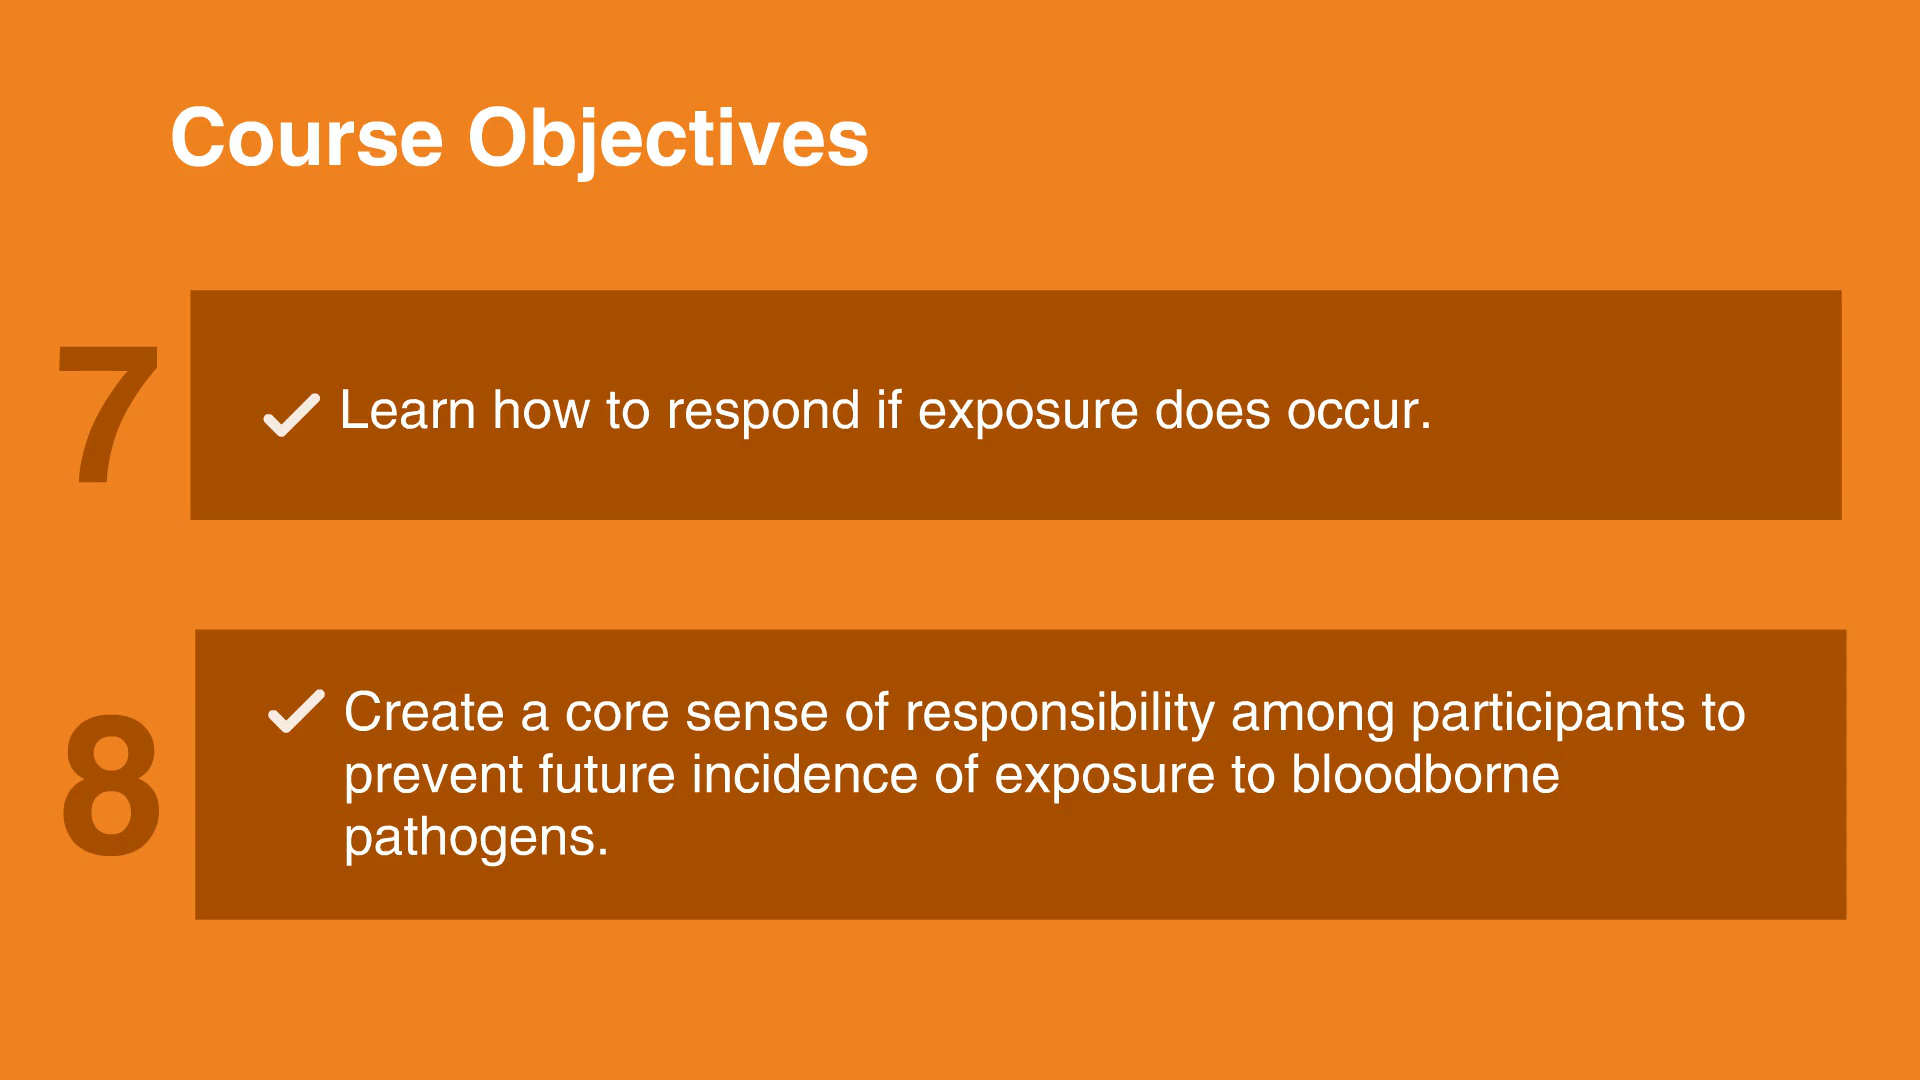 Course Objectives
7
Learn how to respond if exposure does occur.
8
Create a core sense of responsibility among participants to
prevent future incidence of exposure to bloodborne
pathogens.